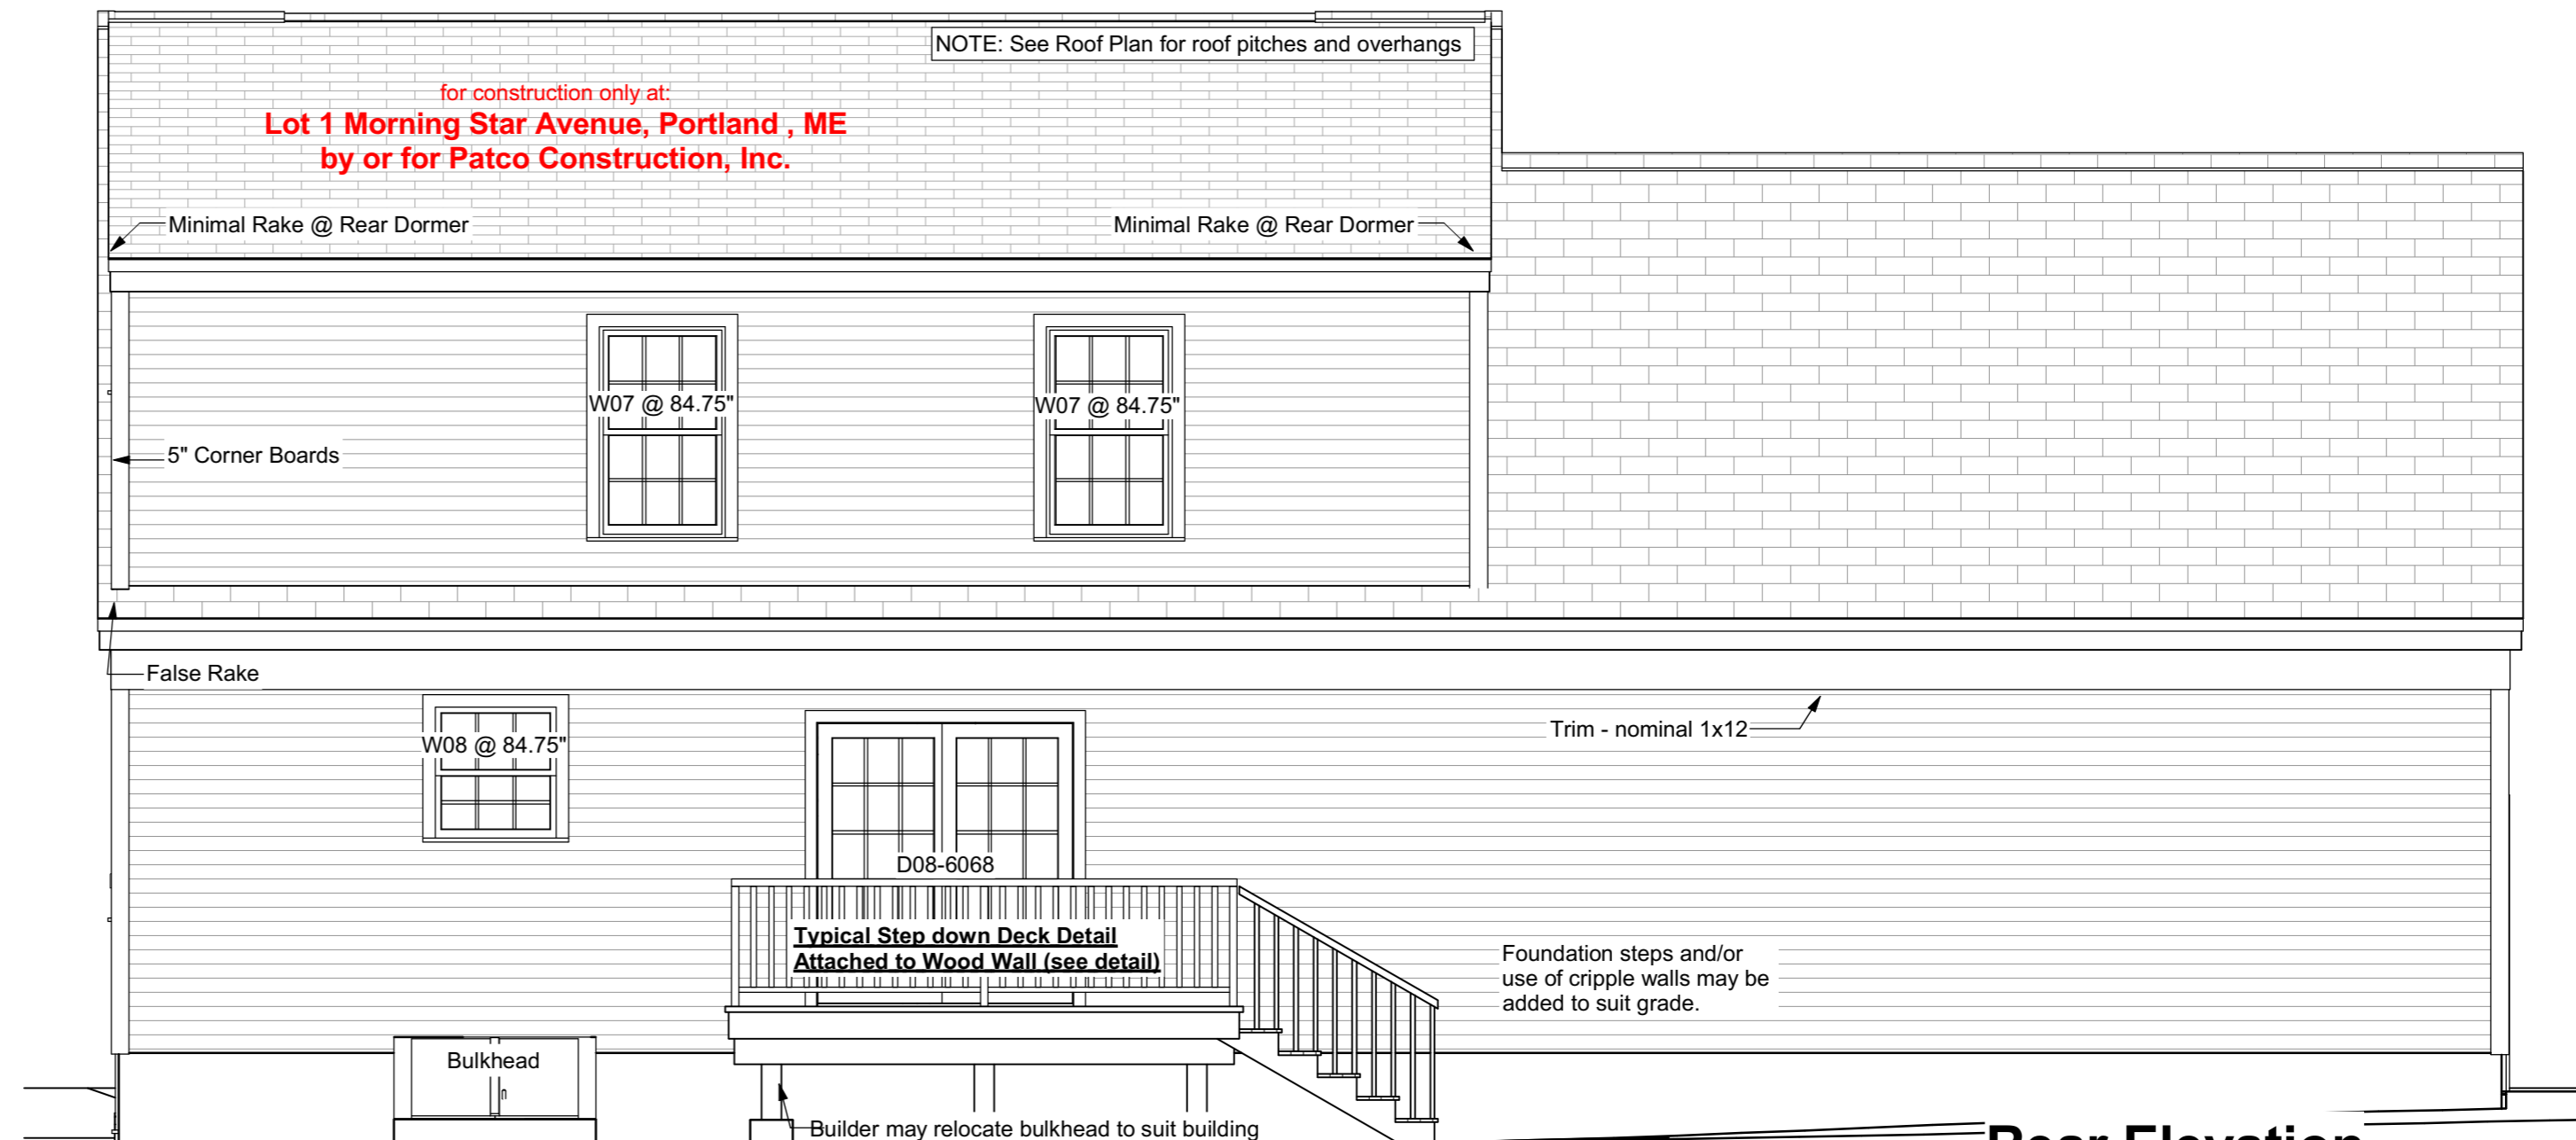 NOTE: See Roof Plan for roof pitches and overhangs
for construction only at:
Lot 1 Morning Star Avenue, Portland , ME
by or for Patco Construction, Inc.
Minimal Rake @ Rear Dormer
Minimal Rake @ Rear Dormer
W07 @ 84.75"
W07 @ 84.75"
5" Corner Boards
False Rake
Trim - nominal 1x12
W08 @ 84.75"
D08-6068
Typical Step down Deck Detail
Attached to Wood Wall (see detail)
Foundation steps and/or
use of cripple walls may be
added to suit grade.
Bulkhead
Builder may relocate bulkhead to suit building
Rear Elevation